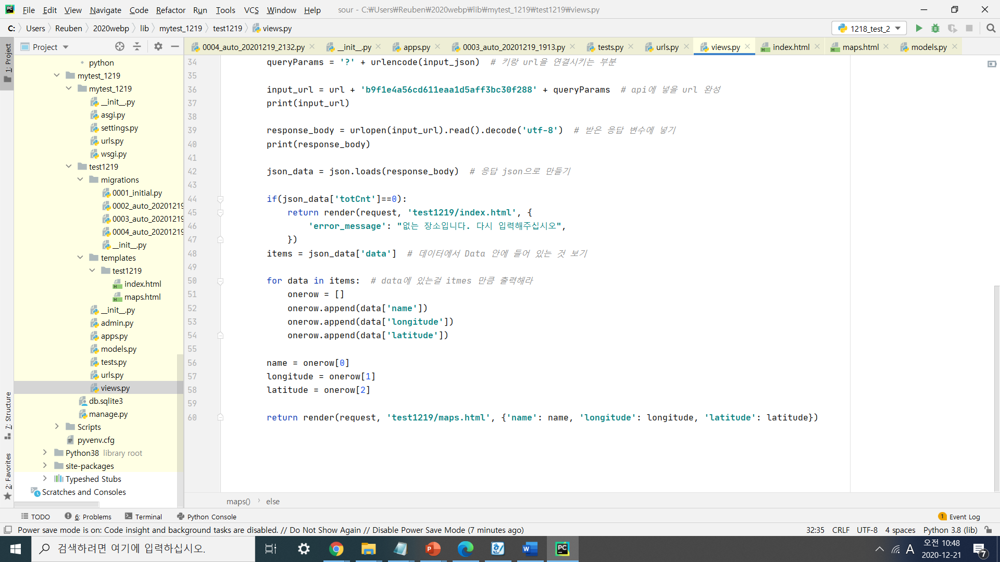 File Edit View Navigate Code Refactor Run Tools VCS Window Help sour - C:₩Users₩Reuben₩2020webp₩lib₩mytest_1219₩test1219₩views.py
C: Users Reuben 2020webp lib mytest_1219 test1219 views.py 1218_test_2
Project
0004_auto_20201219_2132.py __init__.py apps.py 0003_auto_20201219_1913.py tests.py urls.py views.py index.html maps.html models.py
1: Project
7: Structure
2: Favorites
python
mytest_1219
mytest_1219
__init__.py
asgi.py
settings.py
urls.py
wsgi.py
test1219
migrations
0001_initial.py
0002_auto_20201219
0003_auto_20201219
0004_auto_20201219
__init__.py
templates
test1219
index.html
maps.html
__init__.py
admin.py
apps.py
models.py
tests.py
urls.py
views.py
db.sqlite3
manage.py
Scripts
pyvenv.cfg
Python38 library root
site-packages
Typeshed Stubs
Scratches and Consoles
34 queryParams = '?' + urlencode(input_json) # 키랑 url을 연결시키는 부분
35
36 input_url = url + 'b9f1e4a56cd611eaa1d5aff3bc30f288' + queryParams # api에 넣을 url 완성
37 print(input_url)
38
39 response_body = urlopen(input_url).read().decode('utf-8') # 받은 응답 변수에 넣기
40 print(response_body)
41
42 json_data = json.loads(response_body) # 응답 json으로 만들기
43
44 if(json_data['totCnt']==0):
45 return render(request, 'test1219/index.html', {
46 'error_message': "없는 장소입니다. 다시 입력해주십시오",
47 })
48 items = json_data['data'] # 데이터에서 Data 안에 들어 있는 것 보기
49
50 for data in items: # data에 있는걸 itmes 만큼 출력해라
51 onerow = []
52 onerow.append(data['name'])
53 onerow.append(data['longitude'])
54 onerow.append(data['latitude'])
55
56 name = onerow[0]
57 longitude = onerow[1]
58 latitude = onerow[2]
59
60 return render(request, 'test1219/maps.html', {'name': name, 'longitude': longitude, 'latitude': latitude})
maps() else
TODO 6: Problems Terminal Python Console 1 Event Log
Power save mode is on: Code insight and background tasks are disabled. // Do Not Show Again // Disable Power Save Mode (7 minutes ago) 32:35 CRLF UTF-8 4 spaces Python 3.8 (lib)
검색하려면 여기에 입력하십시오. A 오전 10:48
2020-12-21 7